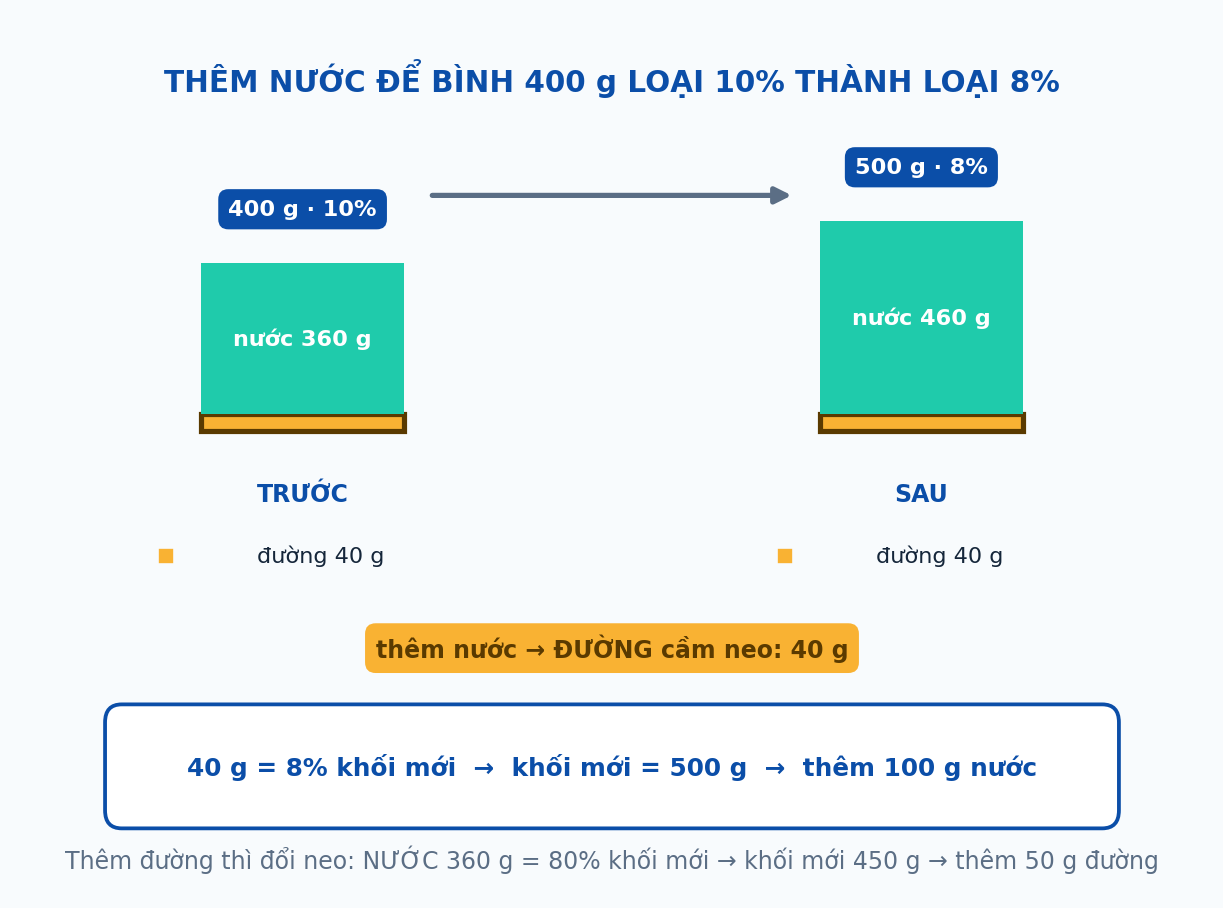 THÊM NƯỚC ĐỂ BÌNH 400 g LOẠI 10% THÀNH LOẠI 8%
400 g · 10%
500 g · 8%
nước 360 g
nước 460 g
TRƯỚC
SAU
đường 40 g
đường 40 g
thêm nước → ĐƯỜNG cầm neo: 40 g
40 g = 8% khối mới → khối mới = 500 g → thêm 100 g nước
Thêm đường thì đổi neo: NƯỚC 360 g = 80% khối mới → khối mới 450 g → thêm 50 g đường